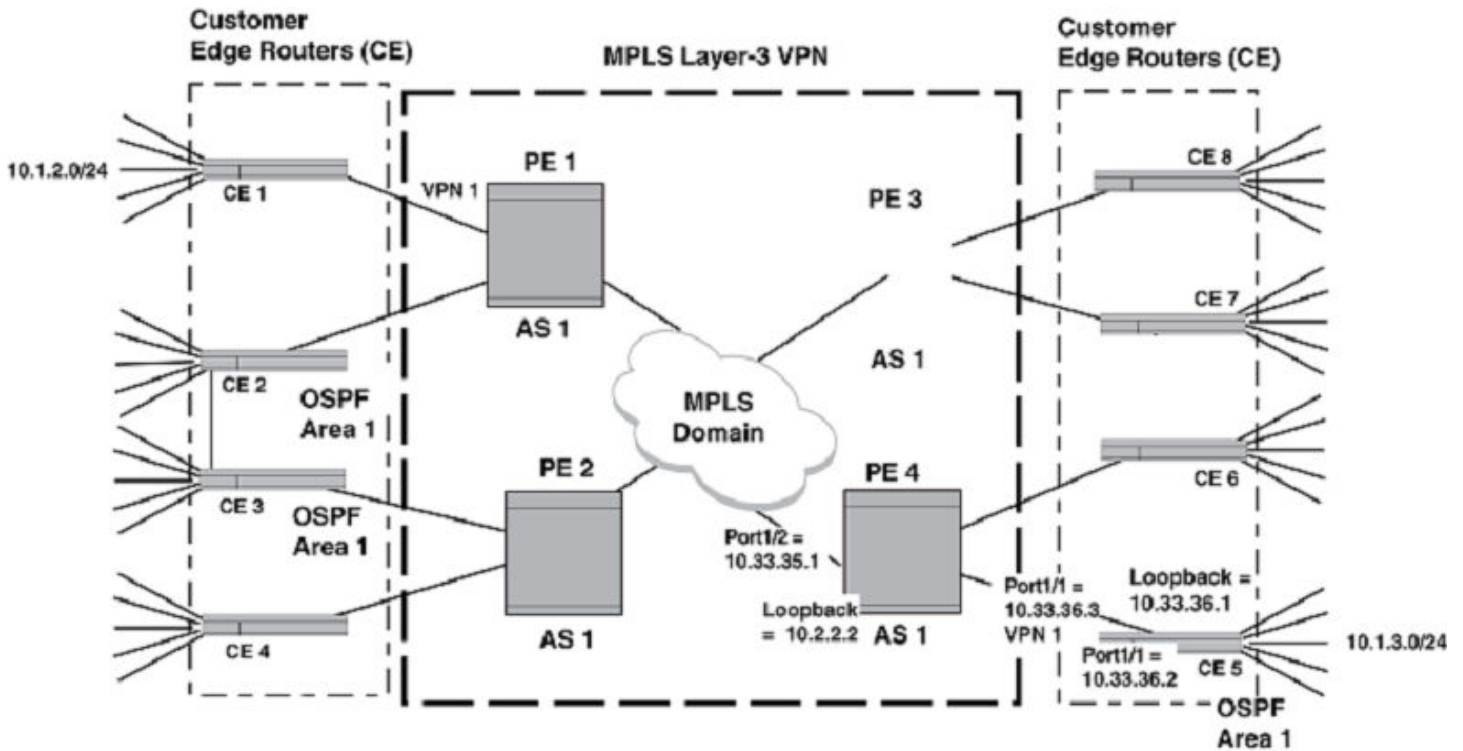 Customer
Edge Routers (CE)
MPLS Layer-3 VPN
Customer
Edge Routers (CE)
10.1.2.0/24
CE 1
VPN 1
PE 1
AS 1
PE 3
AS 1
CE 8
CE 7
CE 2
OSPF
Area 1
MPLS
Domain
CE 3
OSPF
Area 1
PE 2
AS 1
PE 4
AS 1
CE 6
Port1/2 =
10.33.35.1
Loopback
= 10.2.2.2
Port1/1 =
10.33.36.3
VPN 1
Loopback =
10.33.36.1
Port1/1 =
10.33.36.2
CE 5
10.1.3.0/24
OSPF
Area 1
CE 4